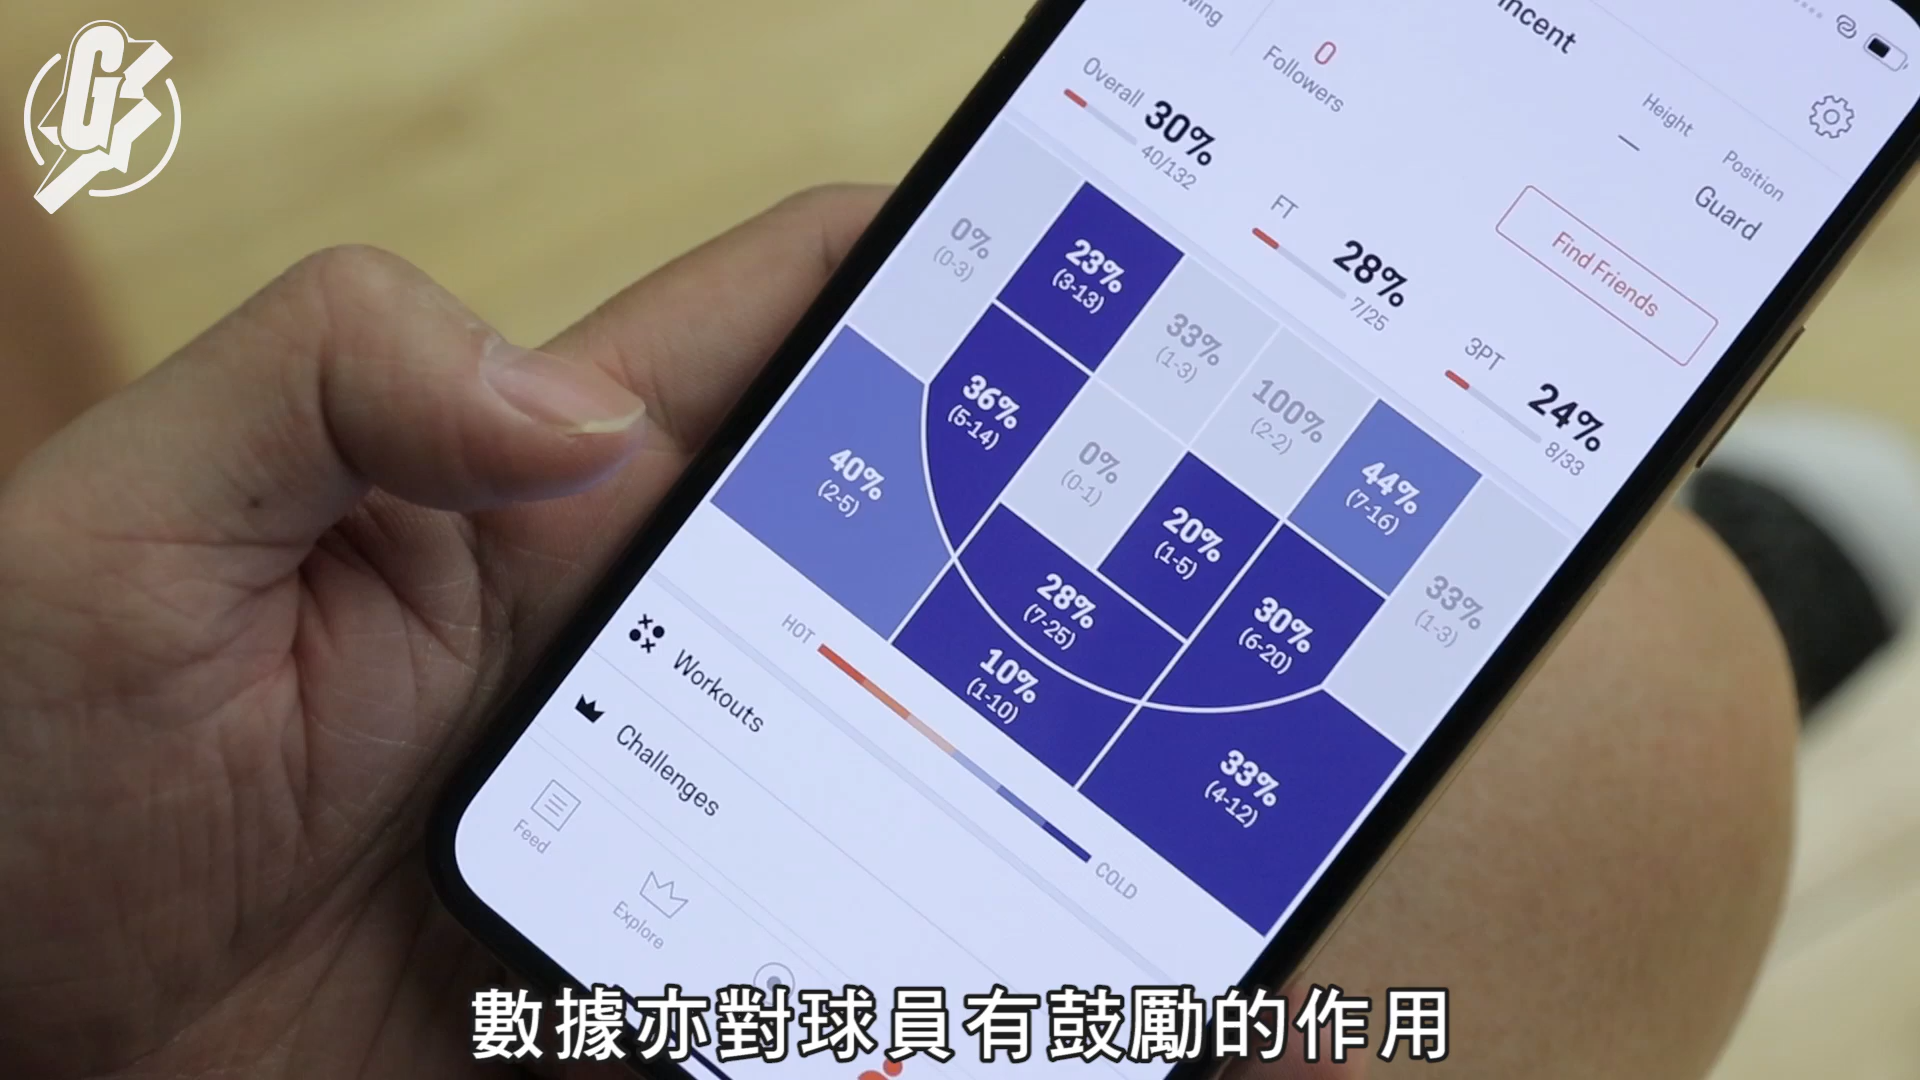 incent
0
Followers
Height
—
Position
Guard
Find Friends
Overall
30%
40/132
FT
28%
7/25
3PT
24%
8/33
0%
(0-3)
23%
(3-13)
33%
(1-3)
100%
(2-2)
44%
(7-16)
33%
(1-3)
36%
(5-14)
0%
(0-1)
20%
(1-5)
30%
(6-20)
40%
(2-5)
28%
(7-25)
10%
(1-10)
33%
(4-12)
HOT
COLD
Workouts
Challenges
Feed
Explore
數據亦對球員有鼓勵的作用